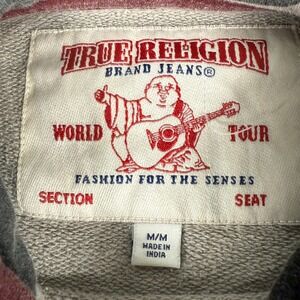 TRUE RELIGION
BRAND JEANS®
WORLD TOUR
FASHION FOR THE SENSES
SECTION SEAT
M/M
MADE IN
INDIA